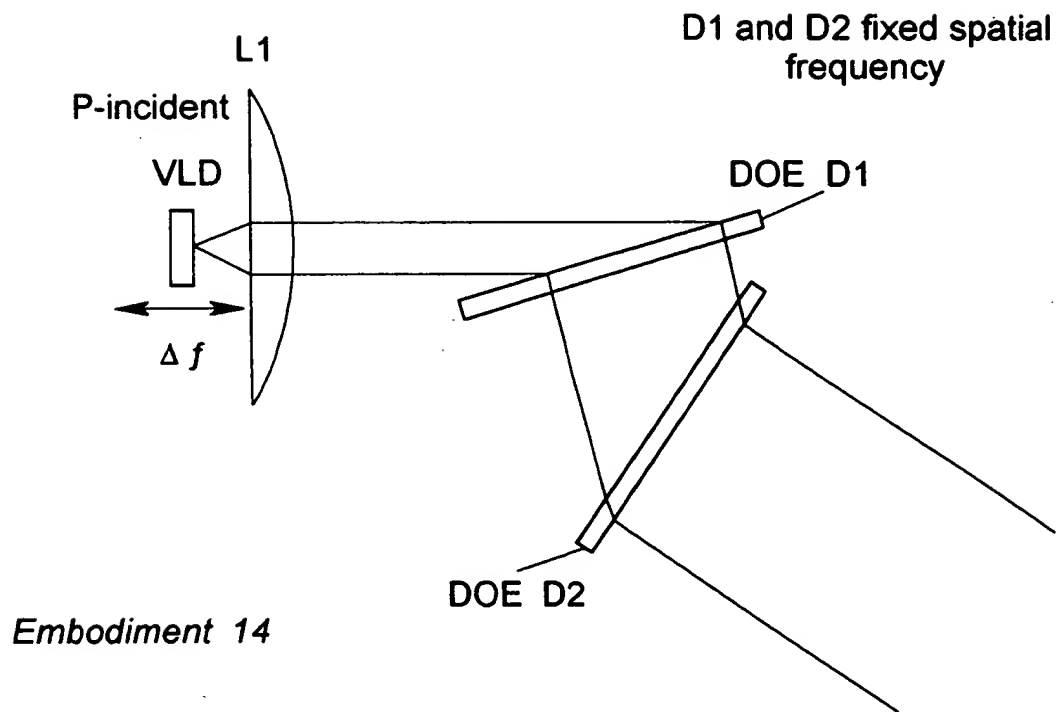 D1 and D2 fixed spatial
frequency
L1
P-incident
VLD
DOE D1
Δ f
DOE D2
Embodiment 14